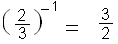 (2/3)⁻¹ = 3/2